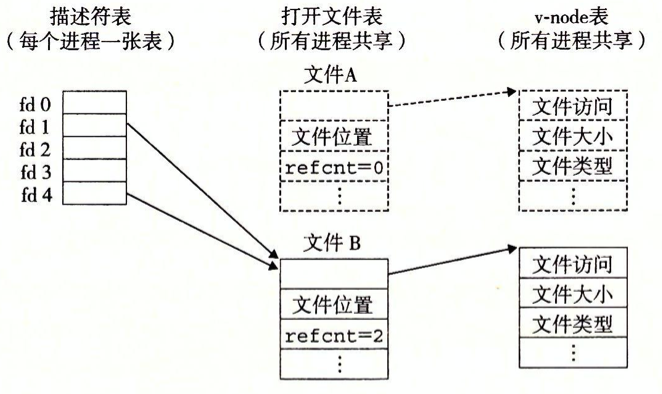 描述符表
（每个进程一张表）
打开文件表
（所有进程共享）
v-node表
（所有进程共享）
fd 0
fd 1
fd 2
fd 3
fd 4
文件A
文件位置
refcnt=0
⋮
文件访问
文件大小
文件类型
⋮
文件 B
文件位置
refcnt=2
⋮
文件访问
文件大小
文件类型
⋮